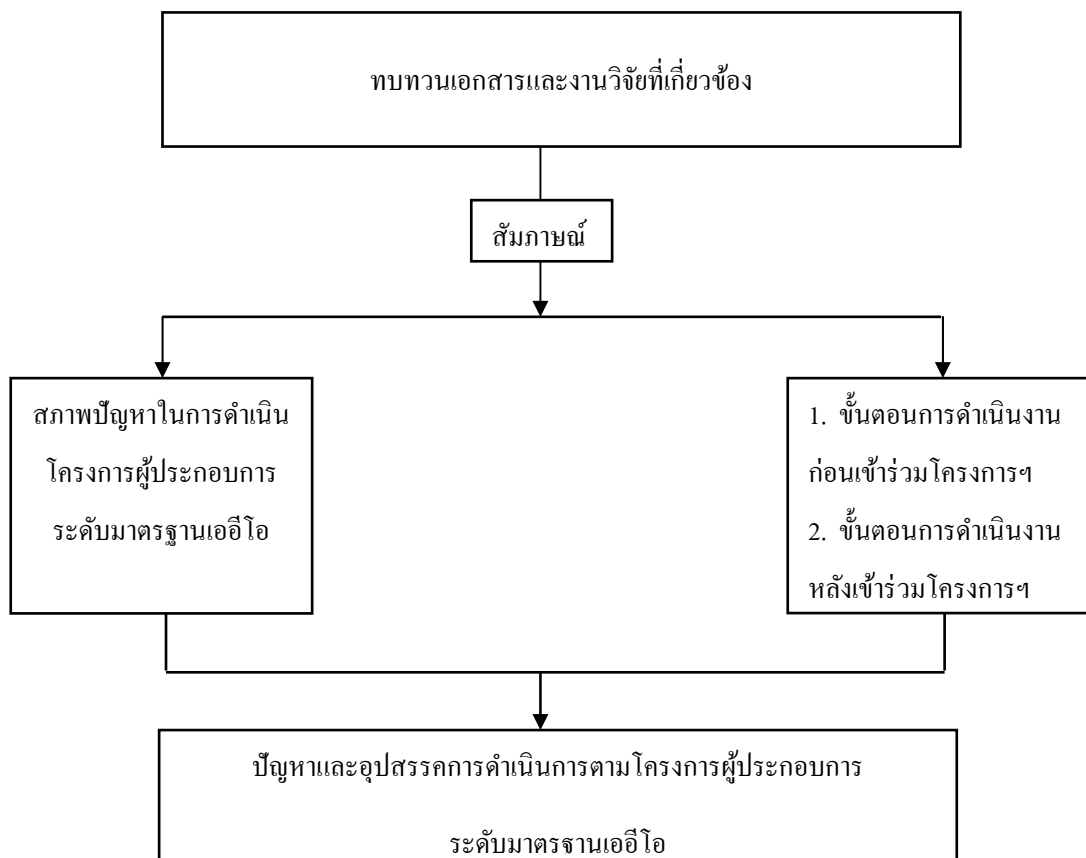 ทบทวนเอกสารและงานวิจัยที่เกี่ยวข้อง
สัมภาษณ์
สภาพปัญหาในการดำเนิน
โครงการผู้ประกอบการ
ระดับมาตรฐานเออีโอ
1. ขั้นตอนการดำเนินงาน
ก่อนเข้าร่วมโครงการฯ
2. ขั้นตอนการดำเนินงาน
หลังเข้าร่วมโครงการฯ
ปัญหาและอุปสรรคการดำเนินการตามโครงการผู้ประกอบการ
ระดับมาตรฐานเออีโอ